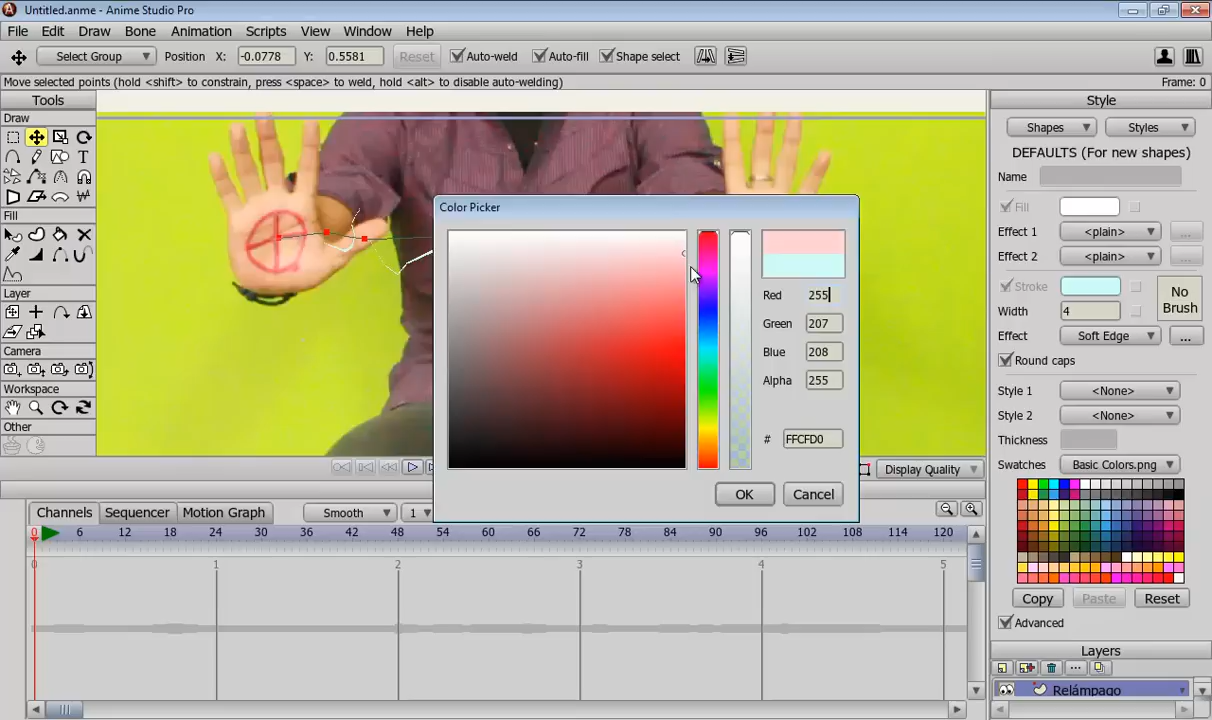 Untitled.anme - Anime Studio Pro
File Edit Draw Bone Animation Scripts View Window Help
Select Group Position X: -0.0778 Y: 0.5581 Reset Auto-weld Auto-fill Shape select
Move selected points (hold <shift> to constrain, press <space> to weld, hold <alt> to disable auto-welding) Frame: 0
Tools
Draw
T
Fill
Layer
Camera
Workspace
Other
Color Picker
Red 255
Green 207
Blue 208
Alpha 255
# FFCFD0
OK Cancel
Style
Shapes Styles
DEFAULTS (For new shapes)
Name
Fill
Effect 1 <plain> ...
Effect 2 <plain> ...
Stroke
No Brush
Width 4
Effect Soft Edge ...
Round caps
Style 1 <None>
Style 2 <None>
Thickness
Swatches Basic Colors.png
Copy Paste Reset
Advanced
Layers
Relámpago
Display Quality
Channels Sequencer Motion Graph Smooth 1
0 6 12 18 24 30 36 42 48 54 60 66 72 78 84 90 96 102 108 114 120
0 1 2 3 4 5